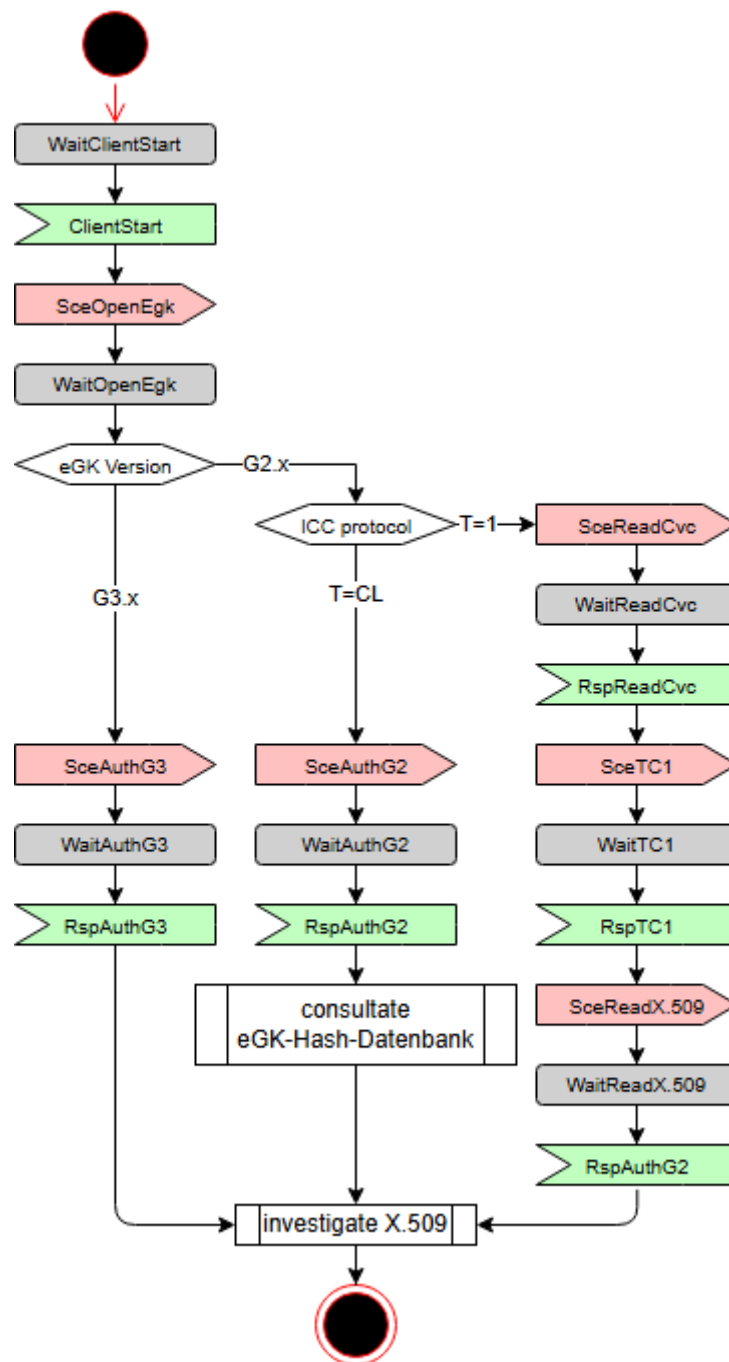 WaitClientStart
ClientStart
SceOpenEgk
WaitOpenEgk
eGK Version
G2.x
ICC protocol
T=1
SceReadCvc
WaitReadCvc
G3.x
T=CL
RspReadCvc
SceAuthG3
SceAuthG2
SceTC1
WaitAuthG3
WaitAuthG2
WaitTC1
RspAuthG3
RspAuthG2
RspTC1
consultate
eGK-Hash-Datenbank
SceReadX.509
WaitReadX.509
RspAuthG2
investigate X.509